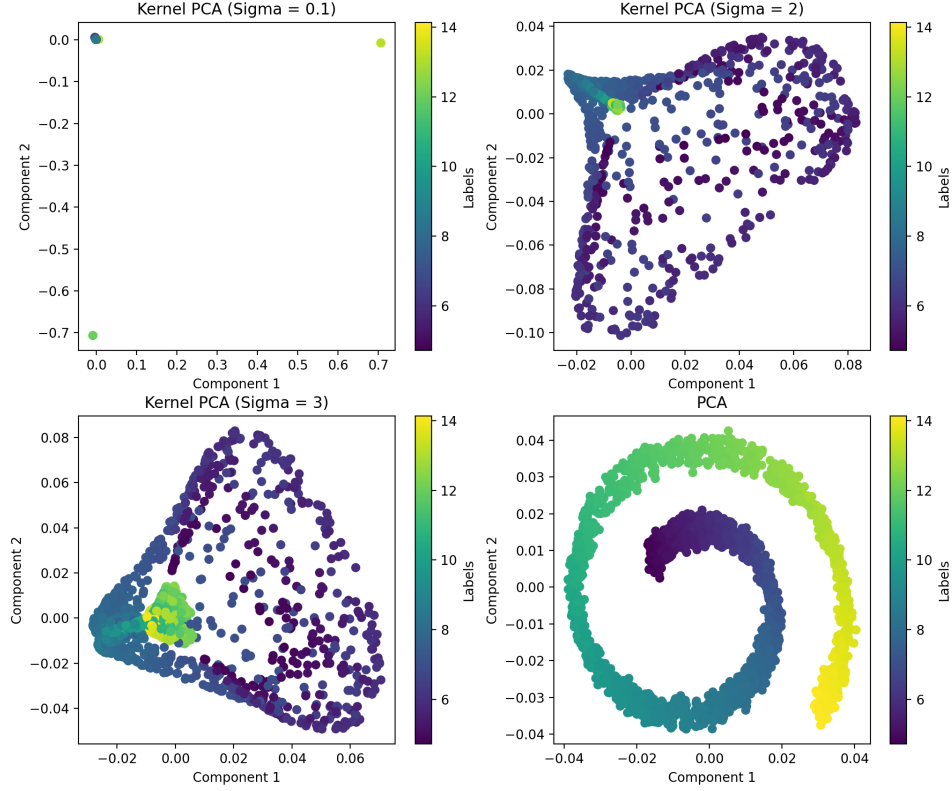 Kernel PCA (Sigma = 0.1)
0.0
−0.1
−0.2
−0.3
−0.4
−0.5
−0.6
−0.7
Component 2
0.0 0.1 0.2 0.3 0.4 0.5 0.6 0.7
Component 1
14
12
10
8
6
Labels
Kernel PCA (Sigma = 2)
0.04
0.02
0.00
−0.02
−0.04
−0.06
−0.08
−0.10
Component 2
−0.02 0.00 0.02 0.04 0.06 0.08
Component 1
14
12
10
8
6
Labels
Kernel PCA (Sigma = 3)
0.08
0.06
0.04
0.02
0.00
−0.02
−0.04
Component 2
−0.02 0.00 0.02 0.04 0.06
Component 1
14
12
10
8
6
Labels
PCA
0.04
0.03
0.02
0.01
0.00
−0.01
−0.02
−0.03
−0.04
Component 2
−0.04 −0.02 0.00 0.02 0.04
Component 1
14
12
10
8
6
Labels